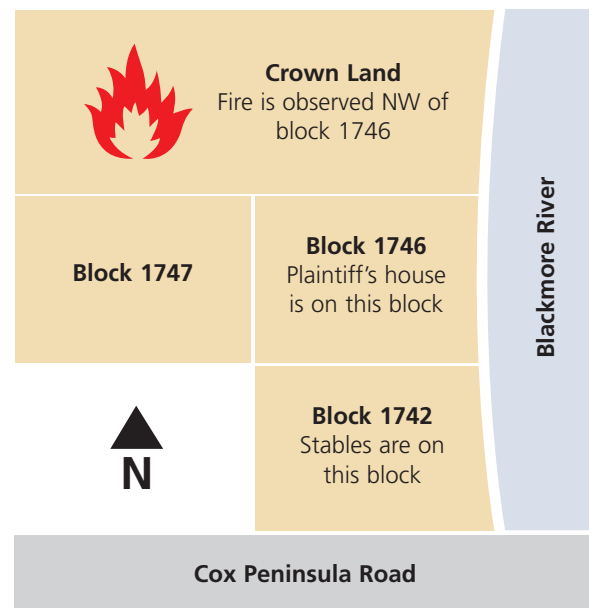 Crown Land
Fire is observed NW of
block 1746
Block 1747
Block 1746
Plaintiff’s house
is on this block
Blackmore River
Block 1742
Stables are on
this block
N
Cox Peninsula Road